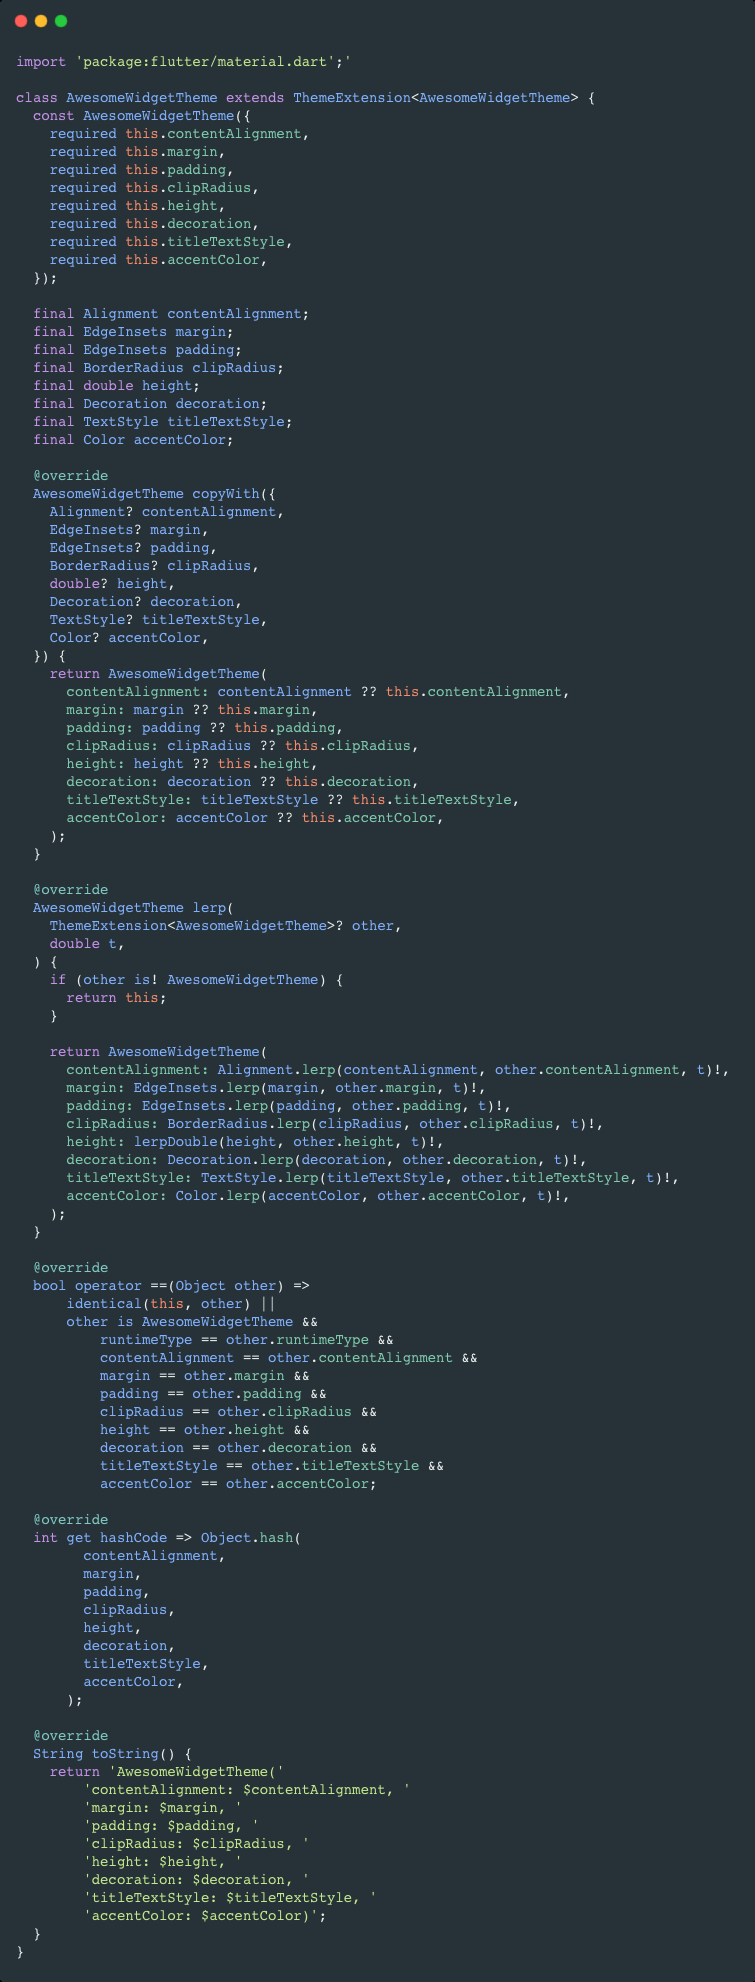 import 'package:flutter/material.dart';'

class AwesomeWidgetTheme extends ThemeExtension<AwesomeWidgetTheme> {
  const AwesomeWidgetTheme({
    required this.contentAlignment,
    required this.margin,
    required this.padding,
    required this.clipRadius,
    required this.height,
    required this.decoration,
    required this.titleTextStyle,
    required this.accentColor,
  });

  final Alignment contentAlignment;
  final EdgeInsets margin;
  final EdgeInsets padding;
  final BorderRadius clipRadius;
  final double height;
  final Decoration decoration;
  final TextStyle titleTextStyle;
  final Color accentColor;

  @override
  AwesomeWidgetTheme copyWith({
    Alignment? contentAlignment,
    EdgeInsets? margin,
    EdgeInsets? padding,
    BorderRadius? clipRadius,
    double? height,
    Decoration? decoration,
    TextStyle? titleTextStyle,
    Color? accentColor,
  }) {
    return AwesomeWidgetTheme(
      contentAlignment: contentAlignment ?? this.contentAlignment,
      margin: margin ?? this.margin,
      padding: padding ?? this.padding,
      clipRadius: clipRadius ?? this.clipRadius,
      height: height ?? this.height,
      decoration: decoration ?? this.decoration,
      titleTextStyle: titleTextStyle ?? this.titleTextStyle,
      accentColor: accentColor ?? this.accentColor,
    );
  }

  @override
  AwesomeWidgetTheme lerp(
    ThemeExtension<AwesomeWidgetTheme>? other,
    double t,
  ) {
    if (other is! AwesomeWidgetTheme) {
      return this;
    }

    return AwesomeWidgetTheme(
      contentAlignment: Alignment.lerp(contentAlignment, other.contentAlignment, t)!,
      margin: EdgeInsets.lerp(margin, other.margin, t)!,
      padding: EdgeInsets.lerp(padding, other.padding, t)!,
      clipRadius: BorderRadius.lerp(clipRadius, other.clipRadius, t)!,
      height: lerpDouble(height, other.height, t)!,
      decoration: Decoration.lerp(decoration, other.decoration, t)!,
      titleTextStyle: TextStyle.lerp(titleTextStyle, other.titleTextStyle, t)!,
      accentColor: Color.lerp(accentColor, other.accentColor, t)!,
    );
  }

  @override
  bool operator ==(Object other) =>
      identical(this, other) ||
      other is AwesomeWidgetTheme &&
          runtimeType == other.runtimeType &&
          contentAlignment == other.contentAlignment &&
          margin == other.margin &&
          padding == other.padding &&
          clipRadius == other.clipRadius &&
          height == other.height &&
          decoration == other.decoration &&
          titleTextStyle == other.titleTextStyle &&
          accentColor == other.accentColor;

  @override
  int get hashCode => Object.hash(
        contentAlignment,
        margin,
        padding,
        clipRadius,
        height,
        decoration,
        titleTextStyle,
        accentColor,
      );

  @override
  String toString() {
    return 'AwesomeWidgetTheme('
        'contentAlignment: $contentAlignment, '
        'margin: $margin, '
        'padding: $padding, '
        'clipRadius: $clipRadius, '
        'height: $height, '
        'decoration: $decoration, '
        'titleTextStyle: $titleTextStyle, '
        'accentColor: $accentColor)';
  }
}